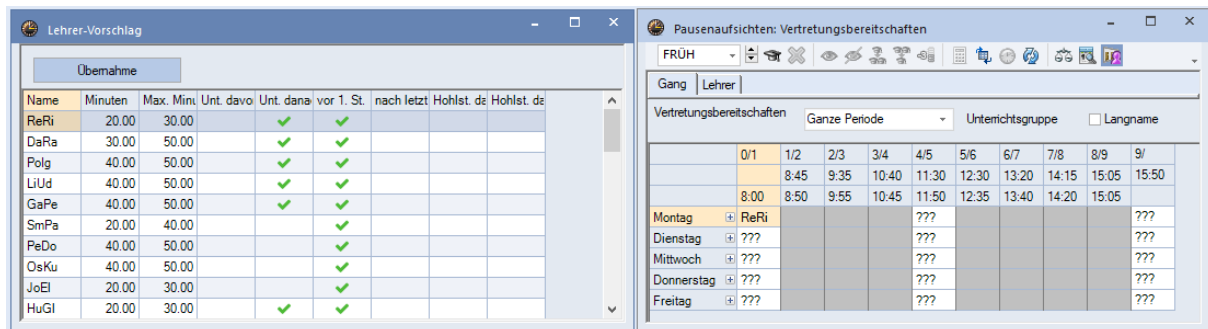 Lehrer-Vorschlag
Übernahme
Name Minuten Max. Minu Unt. davo Unt. dana vor 1. St. nach letzt Hohlst. da Hohlst. da
ReRi 20.00 30.00
DaRa 30.00 50.00
Polg 40.00 50.00
LiUd 40.00 50.00
GaPe 40.00 50.00
SmPa 20.00 40.00
PeDo 40.00 50.00
OsKu 40.00 50.00
JoEl 20.00 30.00
HuGl 20.00 30.00
Pausenaufsichten: Vertretungsbereitschaften
FRÜH
Gang Lehrer
Vertretungsbereitschaften Ganze Periode Unterrichtsgruppe Langname
0/1 1/2 2/3 3/4 4/5 5/6 6/7 7/8 8/9 9/
8:45 9:35 10:40 11:30 12:30 13:20 14:15 15:05 15:50
8:00 8:50 9:55 10:45 11:50 12:35 13:40 14:20 15:05
Montag ReRi ??? ???
Dienstag ??? ??? ???
Mittwoch ??? ??? ???
Donnerstag ??? ??? ???
Freitag ??? ??? ???